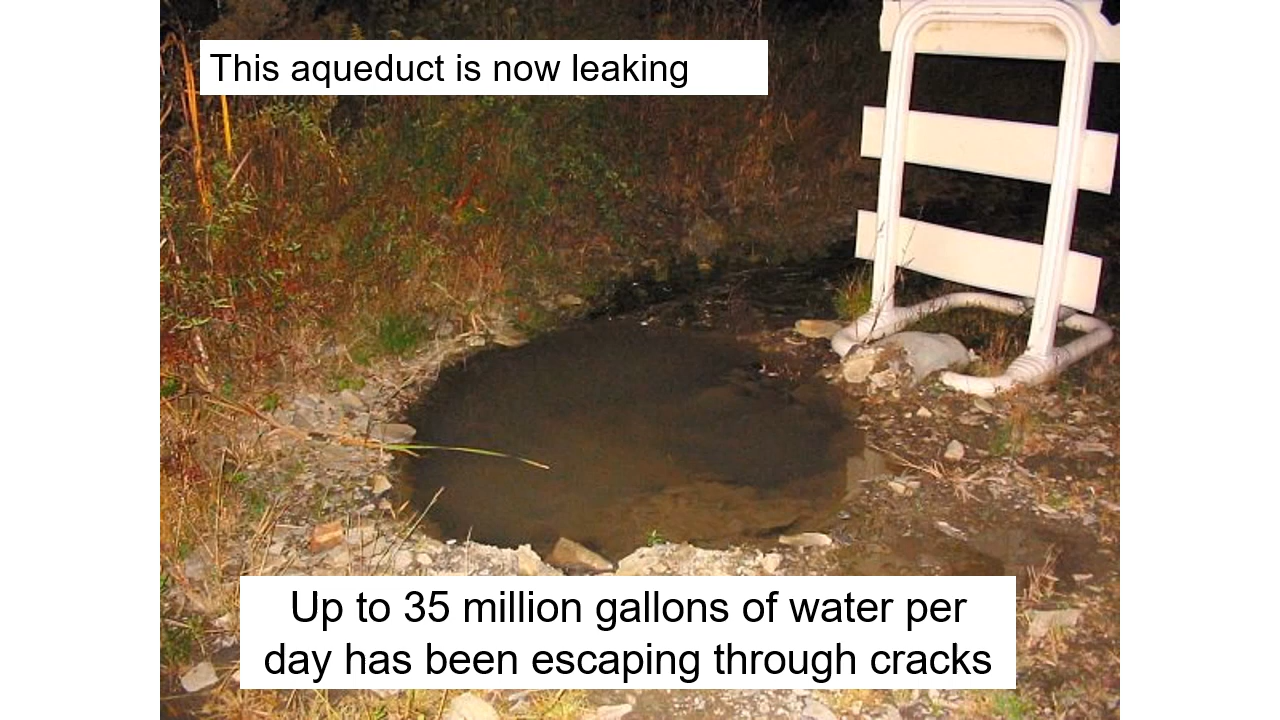 This aqueduct is now leaking
Up to 35 million gallons of water per
day has been escaping through cracks